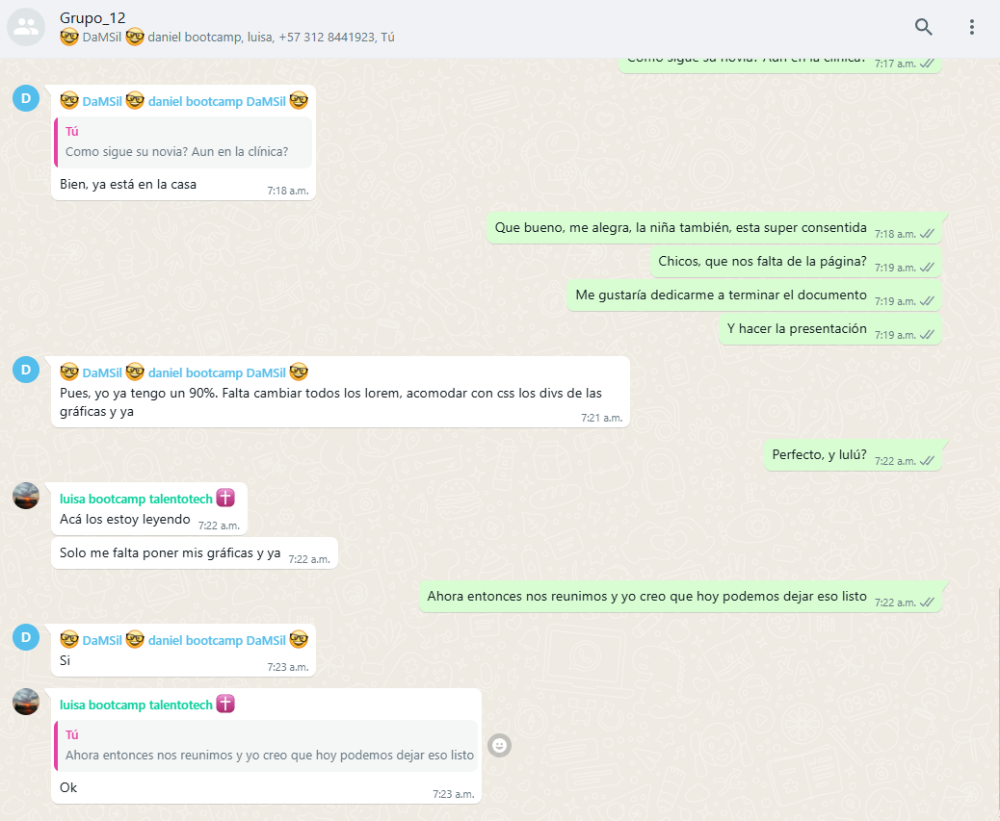 Grupo_12
🤓 DaMSil 🤓 daniel bootcamp, luisa, +57 312 8441923, Tú
Como sigue su novia? Aun en la clínica? 7:17 a.m.
D
🤓 DaMSil 🤓 daniel bootcamp DaMSil 🤓
Tú
Como sigue su novia? Aun en la clínica?
Bien, ya está en la casa 7:18 a.m.
Que bueno, me alegra, la niña también, esta super consentida 7:18 a.m.
Chicos, que nos falta de la página? 7:19 a.m.
Me gustaría dedicarme a terminar el documento 7:19 a.m.
Y hacer la presentación 7:19 a.m.
D
🤓 DaMSil 🤓 daniel bootcamp DaMSil 🤓
Pues, yo ya tengo un 90%. Falta cambiar todos los lorem, acomodar con css los divs de las
gráficas y ya 7:21 a.m.
Perfecto, y lulú? 7:22 a.m.
luisa bootcamp talentotech ✝️
Acá los estoy leyendo 7:22 a.m.
Solo me falta poner mis gráficas y ya 7:22 a.m.
Ahora entonces nos reunimos y yo creo que hoy podemos dejar eso listo 7:22 a.m.
D
🤓 DaMSil 🤓 daniel bootcamp DaMSil 🤓
Si 7:23 a.m.
luisa bootcamp talentotech ✝️
Tú
Ahora entonces nos reunimos y yo creo que hoy podemos dejar eso listo
Ok 7:23 a.m.